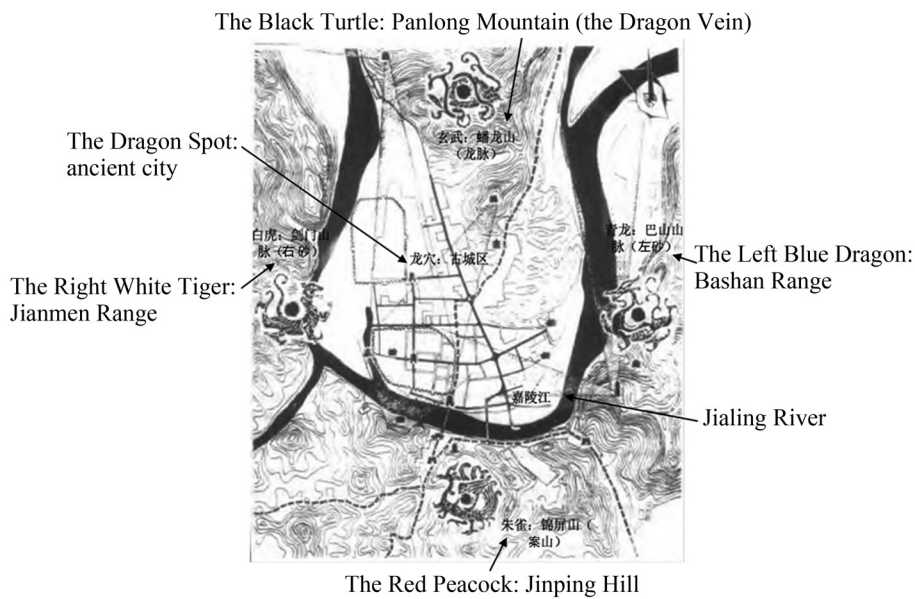 The Black Turtle: Panlong Mountain (the Dragon Vein)
玄武：蟠龙山
（龙脉）
The Dragon Spot:
ancient city
白虎：剑门山
脉（右砂）
青龙：巴山山
脉（左砂）
龙穴：古城区
The Left Blue Dragon:
Bashan Range
The Right White Tiger:
Jianmen Range
嘉陵江
Jialing River
朱雀：锦屏山（
案山）
The Red Peacock: Jinping Hill